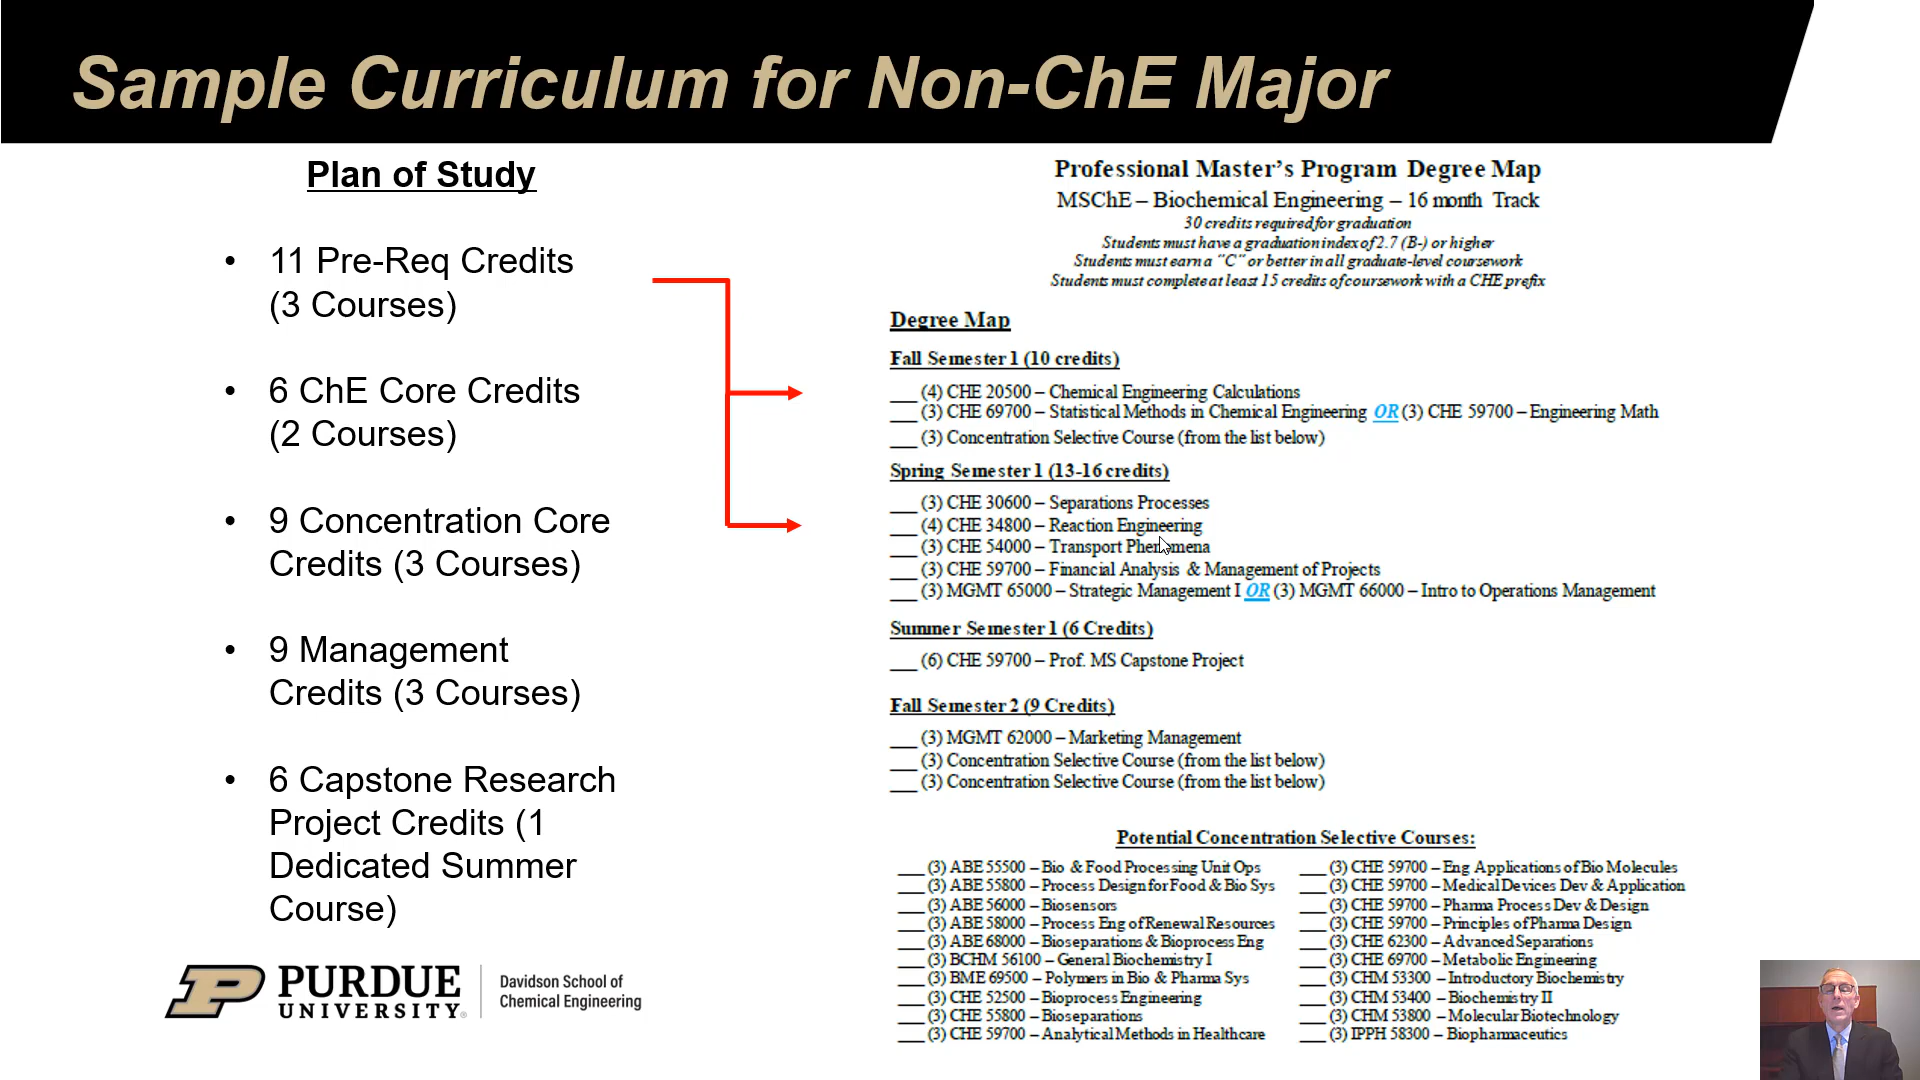 Sample Curriculum for Non-ChE Major
Plan of Study
• 11 Pre-Req Credits
(3 Courses)
• 6 ChE Core Credits
(2 Courses)
• 9 Concentration Core
Credits (3 Courses)
• 9 Management
Credits (3 Courses)
• 6 Capstone Research
Project Credits (1
Dedicated Summer
Course)
PURDUE
UNIVERSITY®
Davidson School of
Chemical Engineering
Professional Master's Program Degree Map
MSChE – Biochemical Engineering – 16 month Track
30 credits required for graduation
Students must have a graduation index of 2.7 (B-) or higher
Students must earn a "C" or better in all graduate-level coursework
Students must complete at least 15 credits of coursework with a CHE prefix
Degree Map
Fall Semester 1 (10 credits)
___ (4) CHE 20500 – Chemical Engineering Calculations
___ (3) CHE 69700 – Statistical Methods in Chemical Engineering OR (3) CHE 59700 – Engineering Math
___ (3) Concentration Selective Course (from the list below)
Spring Semester 1 (13-16 credits)
___ (3) CHE 30600 – Separations Processes
___ (4) CHE 34800 – Reaction Engineering
___ (3) CHE 54000 – Transport Phenomena
___ (3) CHE 59700 – Financial Analysis & Management of Projects
___ (3) MGMT 65000 – Strategic Management I OR (3) MGMT 66000 – Intro to Operations Management
Summer Semester 1 (6 Credits)
___ (6) CHE 59700 – Prof. MS Capstone Project
Fall Semester 2 (9 Credits)
___ (3) MGMT 62000 – Marketing Management
___ (3) Concentration Selective Course (from the list below)
___ (3) Concentration Selective Course (from the list below)
Potential Concentration Selective Courses:
___ (3) ABE 55500 – Bio & Food Processing Unit Ops
___ (3) ABE 55800 – Process Design for Food & Bio Sys
___ (3) ABE 56000 – Biosensors
___ (3) ABE 58000 – Process Eng of Renewal Resources
___ (3) ABE 68000 – Bioseparations & Bioprocess Eng
___ (3) BCHM 56100 – General Biochemistry I
___ (3) BME 69500 – Polymers in Bio & Pharma Sys
___ (3) CHE 52500 – Bioprocess Engineering
___ (3) CHE 55800 – Bioseparations
___ (3) CHE 59700 – Analytical Methods in Healthcare
___ (3) CHE 59700 – Eng Applications of Bio Molecules
___ (3) CHE 59700 – Medical Devices Dev & Application
___ (3) CHE 59700 – Pharma Process Dev & Design
___ (3) CHE 59700 – Principles of Pharma Design
___ (3) CHE 62300 – Advanced Separations
___ (3) CHE 69700 – Metabolic Engineering
___ (3) CHM 53300 – Introductory Biochemistry
___ (3) CHM 53400 – Biochemistry II
___ (3) CHM 53800 – Molecular Biotechnology
___ (3) IPPH 58300 – Biopharmaceutics